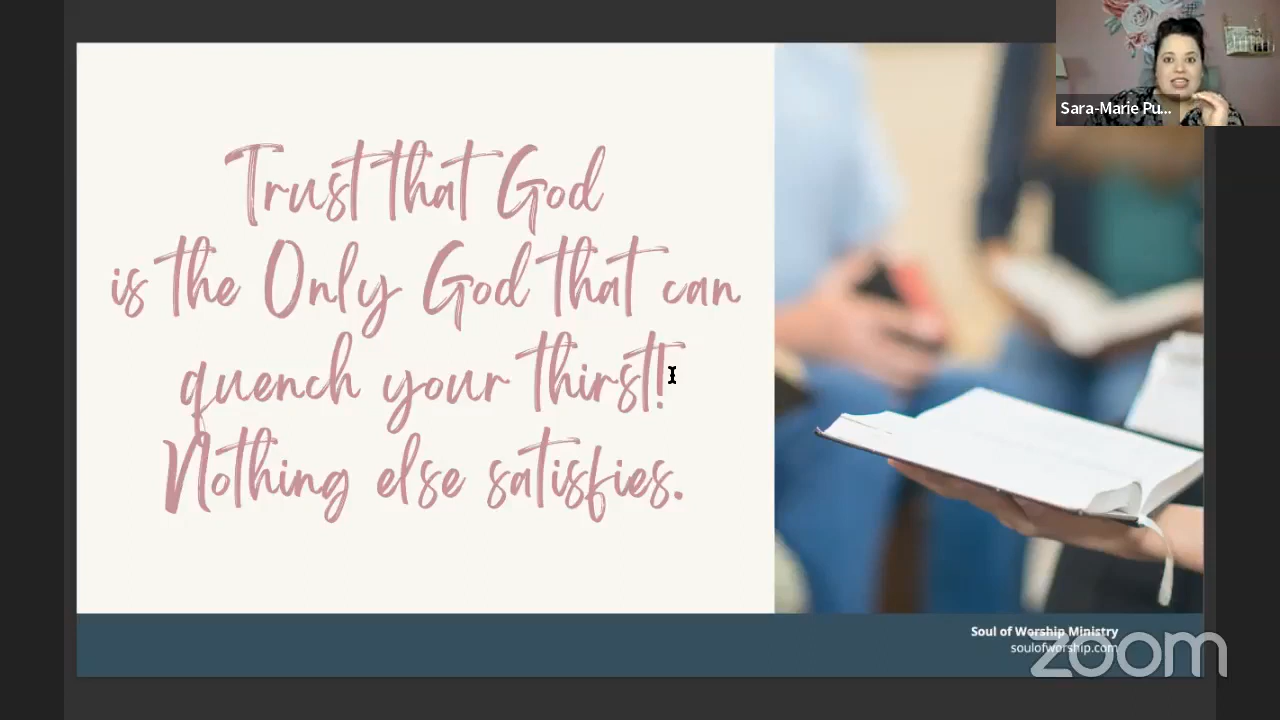 Sara-Marie Pu...
Trust that God
is the Only God that can
quench your thirst!
Nothing else satisfies.
Soul of Worship Ministry
soulofworship.com
zoom